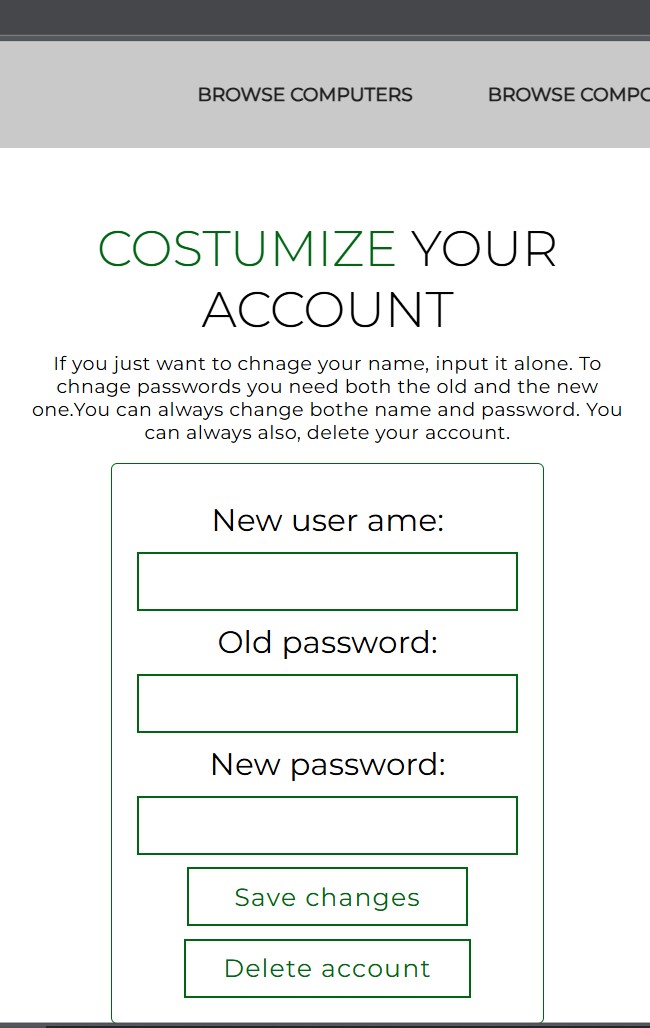 BROWSE COMPUTERS BROWSE COMPO
COSTUMIZE YOUR
ACCOUNT
If you just want to chnage your name, input it alone. To
chnage passwords you need both the old and the new
one.You can always change bothe name and password. You
can always also, delete your account.
New user ame:
Old password:
New password:
Save changes
Delete account